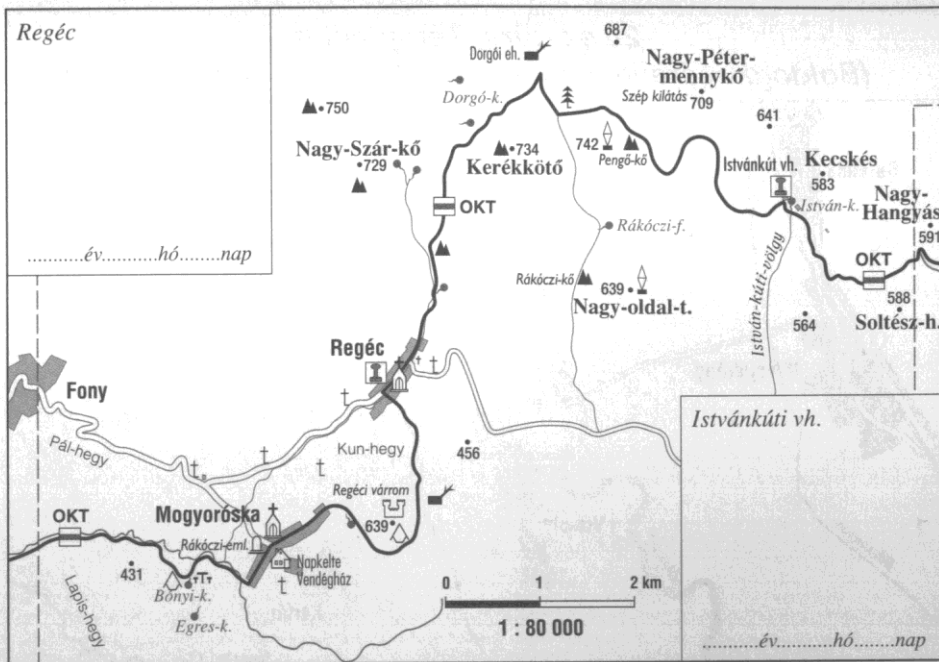 Regéc
..........év..........hó........nap
Dorgói eh.
687
Nagy-Péter-
mennykő
Szép kilátás
709
Dorgó-k.
750
641
742
Pengő-kő
734
Kerékkötő
Nagy-Szár-kő
729
Istvánkút vh.
Kecskés
583
István-k.
Nagy-
Hangyás
591
OKT
Rákóczi-f.
Rákóczi-kő
639
Nagy-oldal-t.
István-kúti-völgy
OKT
588
Soltész-h.
564
Regéc
Fony
Pál-hegy
Kun-hegy
456
Regéci várrom
639
Mogyoróska
OKT
Rákóczi-eml.
Napkelte
Vendégház
431
Bónyi-k.
Egres-k.
Lapis-hegy
0 1 2 km
1 : 80 000
Istvánkúti vh.
..........év..........hó........nap